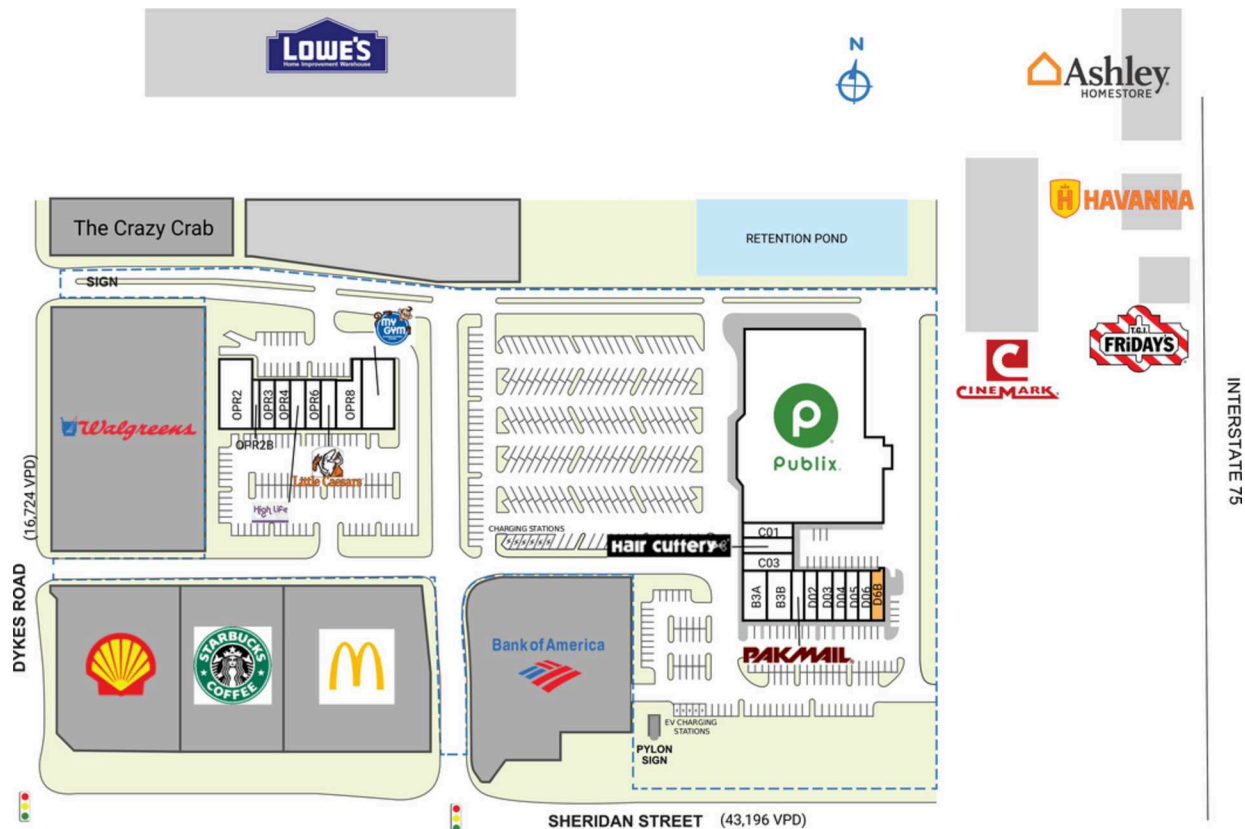 LOWE'S
Home Improvement Warehouse
N
Ashley
HOMESTORE
HAVANNA
The Crazy Crab
RETENTION POND
SIGN
MY GYM
T.G.I.
FRiDAY'S
CINEMARK
INTERSTATE 75
Walgreens
OPR2
OPR3
OPR4
OPR6
OPR8
OPR2B
Little Caesars
High Life
p
Publix
(16,724 VPD)
DYKES ROAD
CHARGING STATIONS
Hair Cuttery
C01
C03
B3A
B3B
D02
D03
D04
D05
D06
D6B
PAKMAIL
STARBUCKS
COFFEE
Bank of America
EV CHARGING
STATIONS
PYLON
SIGN
SHERIDAN STREET (43,196 VPD)